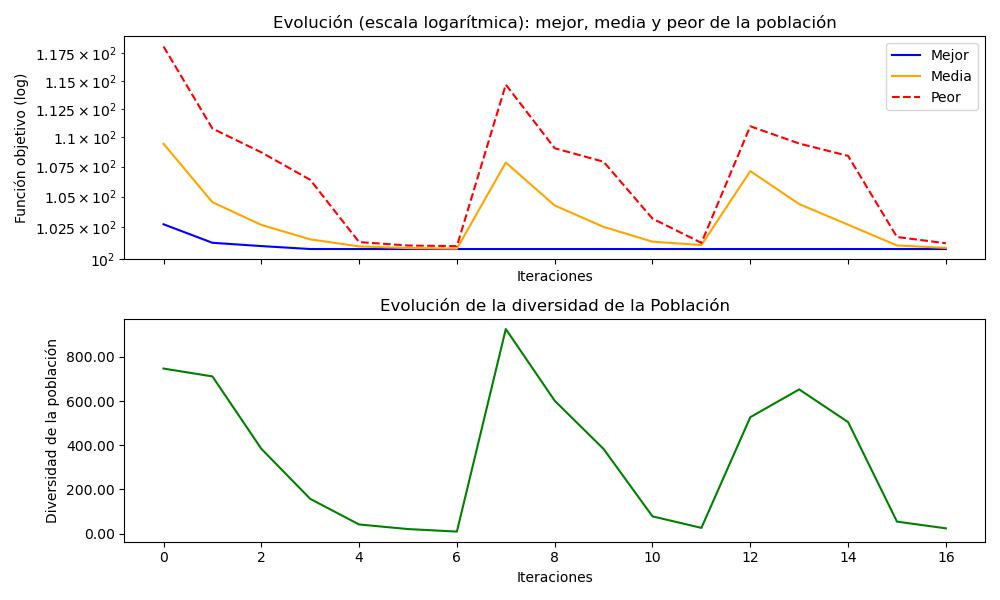 Evolución (escala logarítmica): mejor, media y peor de la población
Función objetivo (log)
1.175 × 10²
1.15 × 10²
1.125 × 10²
1.1 × 10²
1.075 × 10²
1.05 × 10²
1.025 × 10²
10²
Mejor
Media
Peor
Iteraciones
Evolución de la diversidad de la Población
Diversidad de la población
800.00
600.00
400.00
200.00
0.00
0 2 4 6 8 10 12 14 16
Iteraciones